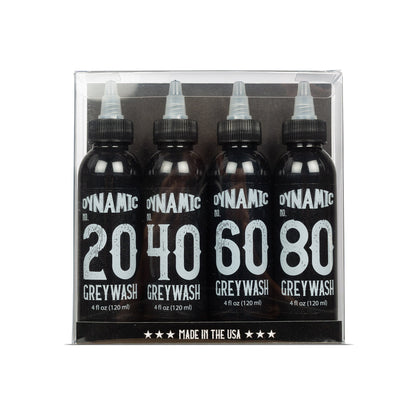 DYNAMIC
NO.
20
GREYWASH
4 fl oz (120 ml)
DYNAMIC
NO.
40
GREYWASH
4 fl oz (120 ml)
DYNAMIC
NO.
60
GREYWASH
4 fl oz (120 ml)
DYNAMIC
NO.
80
GREYWASH
4 fl oz (120 ml)
★★★ MADE IN THE USA ★★★